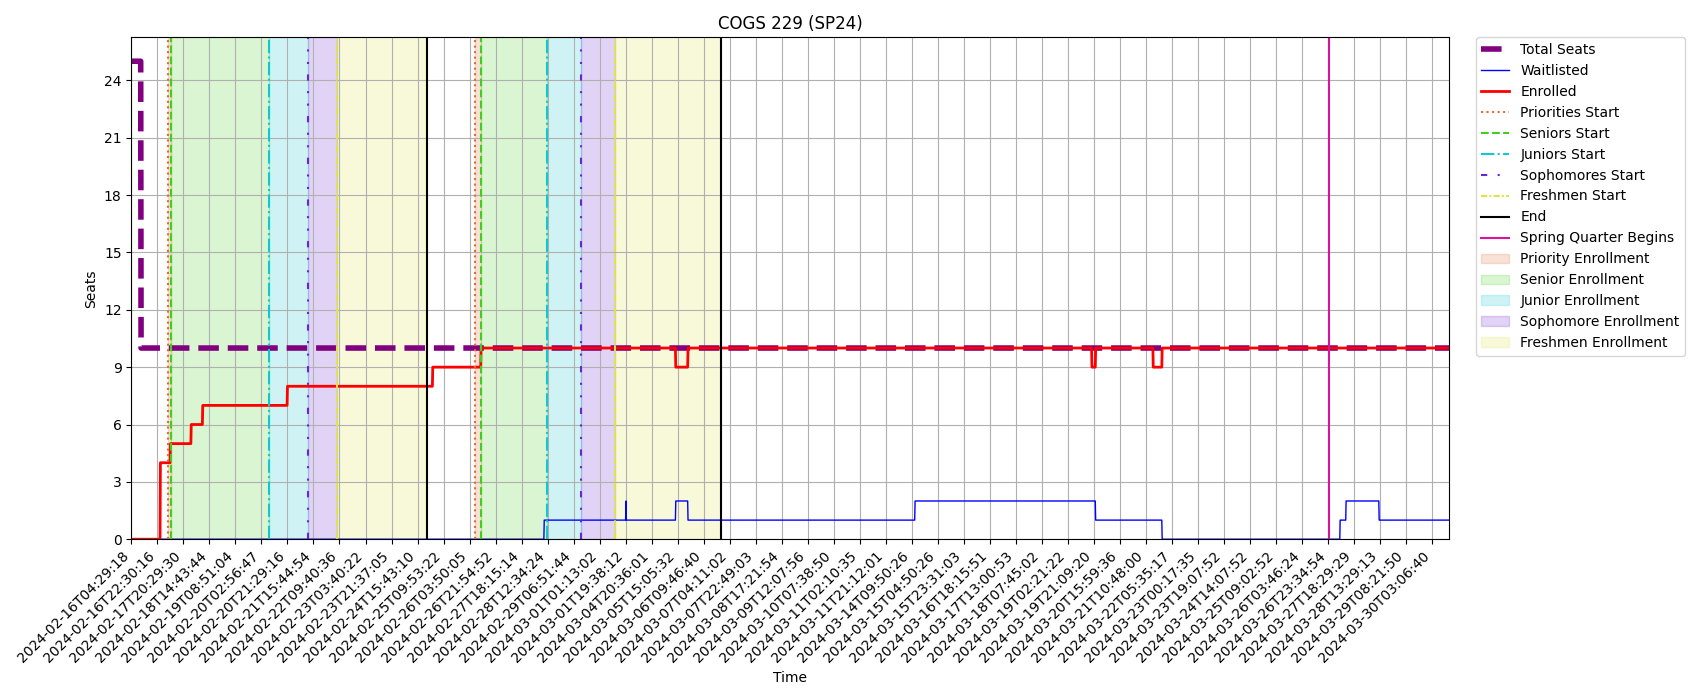 COGS 229 (SP24)
Seats
24
21
18
15
12
9
6
3
0
2024-02-16T04:29:18
2024-02-16T22:30:16
2024-02-17T20:29:30
2024-02-18T14:43:44
2024-02-19T08:51:04
2024-02-20T02:56:47
2024-02-20T21:29:16
2024-02-21T15:44:54
2024-02-22T09:40:36
2024-02-23T03:40:22
2024-02-23T21:37:05
2024-02-24T15:43:10
2024-02-25T09:53:22
2024-02-26T03:50:05
2024-02-26T21:54:52
2024-02-27T18:15:14
2024-02-28T12:34:24
2024-02-29T06:51:44
2024-03-01T01:13:02
2024-03-01T19:38:12
2024-03-04T20:36:01
2024-03-05T15:05:32
2024-03-06T09:46:40
2024-03-07T04:11:02
2024-03-07T22:49:03
2024-03-08T17:21:54
2024-03-09T12:07:56
2024-03-10T07:38:50
2024-03-11T02:10:35
2024-03-11T21:12:01
2024-03-14T09:50:26
2024-03-15T04:50:26
2024-03-15T23:31:03
2024-03-16T18:15:51
2024-03-17T13:00:53
2024-03-18T07:45:02
2024-03-19T02:21:22
2024-03-19T21:09:20
2024-03-20T15:59:36
2024-03-21T10:48:00
2024-03-22T05:35:17
2024-03-23T00:17:35
2024-03-23T19:07:52
2024-03-24T14:07:52
2024-03-25T09:02:52
2024-03-26T03:46:24
2024-03-26T23:34:54
2024-03-27T18:29:29
2024-03-28T13:29:13
2024-03-29T08:21:50
2024-03-30T03:06:40
Time
Total Seats
Waitlisted
Enrolled
Priorities Start
Seniors Start
Juniors Start
Sophomores Start
Freshmen Start
End
Spring Quarter Begins
Priority Enrollment
Senior Enrollment
Junior Enrollment
Sophomore Enrollment
Freshmen Enrollment